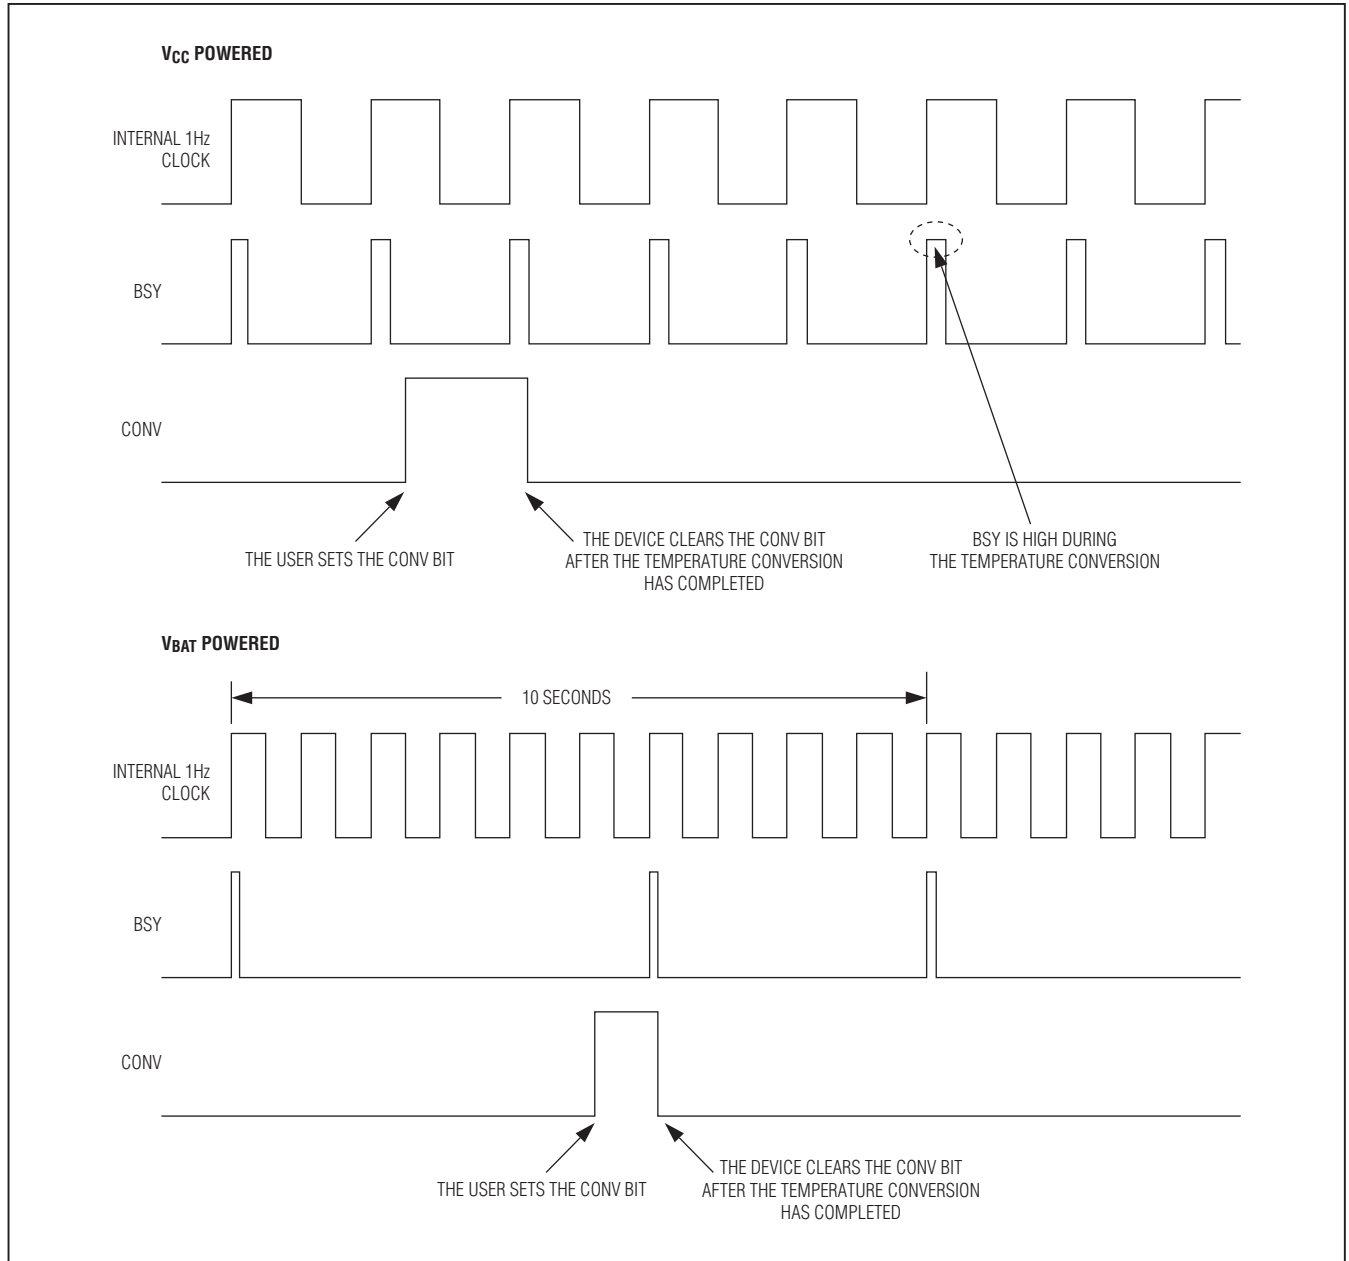 VCC POWERED
INTERNAL 1Hz
CLOCK
BSY
CONV
THE USER SETS THE CONV BIT
THE DEVICE CLEARS THE CONV BIT
AFTER THE TEMPERATURE CONVERSION
HAS COMPLETED
BSY IS HIGH DURING
THE TEMPERATURE CONVERSION
VBAT POWERED
10 SECONDS
INTERNAL 1Hz
CLOCK
BSY
CONV
THE USER SETS THE CONV BIT
THE DEVICE CLEARS THE CONV BIT
AFTER THE TEMPERATURE CONVERSION
HAS COMPLETED